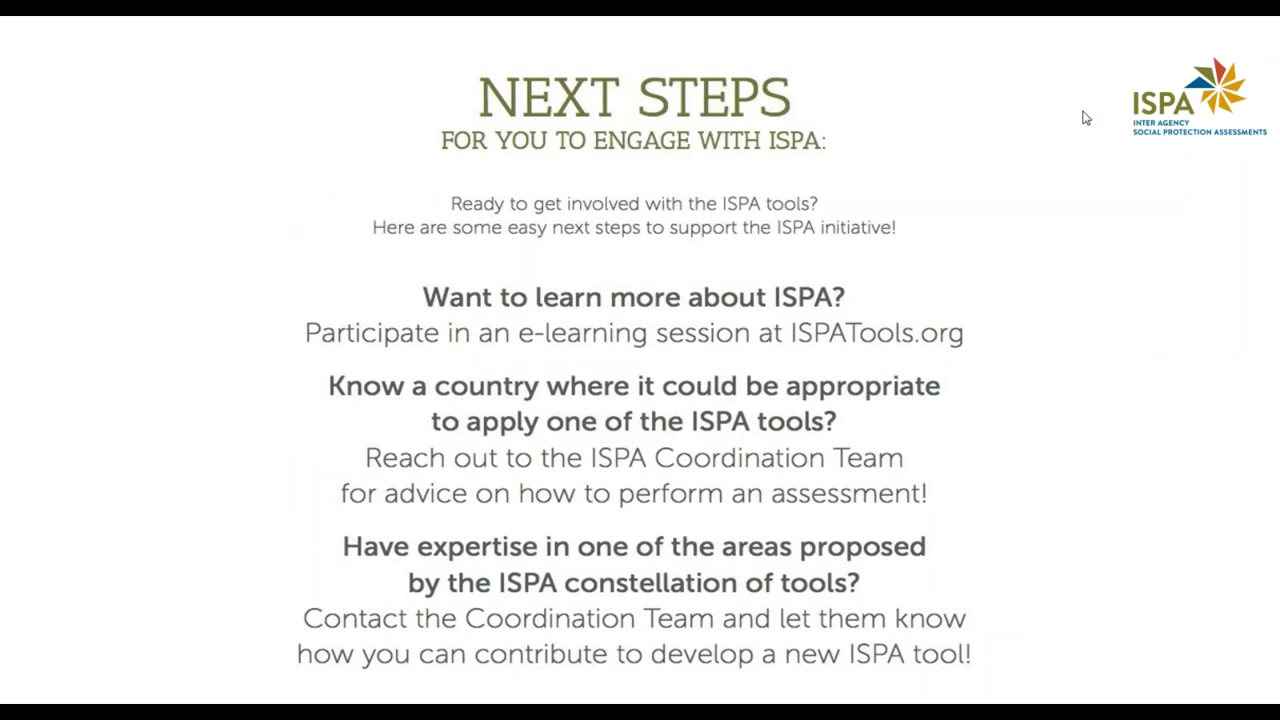 NEXT STEPS
FOR YOU TO ENGAGE WITH ISPA:
ISPA
INTER AGENCY
SOCIAL PROTECTION ASSESSMENTS
Ready to get involved with the ISPA tools?
Here are some easy next steps to support the ISPA initiative!
Want to learn more about ISPA?
Participate in an e-learning session at ISPATools.org
Know a country where it could be appropriate
to apply one of the ISPA tools?
Reach out to the ISPA Coordination Team
for advice on how to perform an assessment!
Have expertise in one of the areas proposed
by the ISPA constellation of tools?
Contact the Coordination Team and let them know
how you can contribute to develop a new ISPA tool!